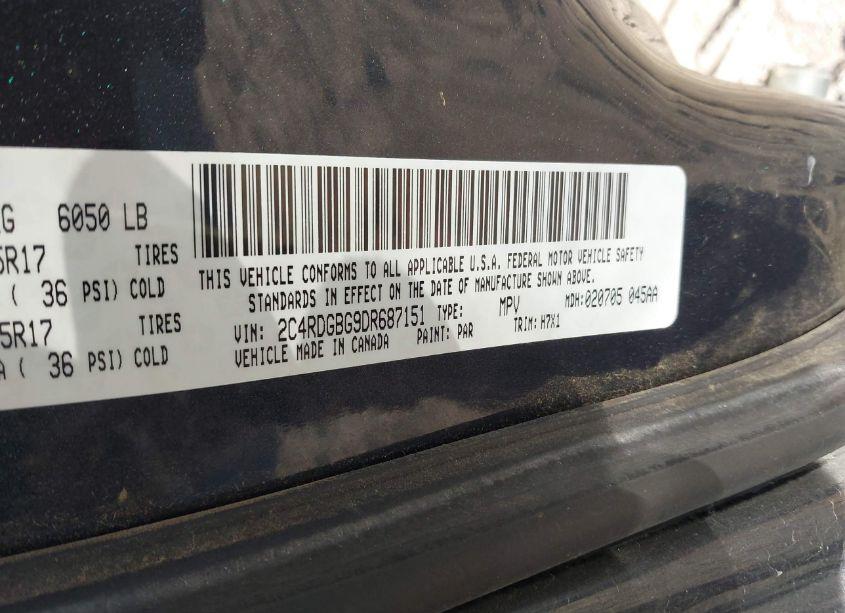 G 6050 LB
5R17 TIRES
( 36 PSI) COLD
5R17 TIRES
A ( 36 PSI) COLD
THIS VEHICLE CONFORMS TO ALL APPLICABLE U.S.A. FEDERAL MOTOR VEHICLE SAFETY
STANDARDS IN EFFECT ON THE DATE OF MANUFACTURE SHOWN ABOVE.
VIN: 2C4RDGBG9DR687151 TYPE: MPV MDH:020705 045AA
VEHICLE MADE IN CANADA PAINT: PAR TRIM: H7X1